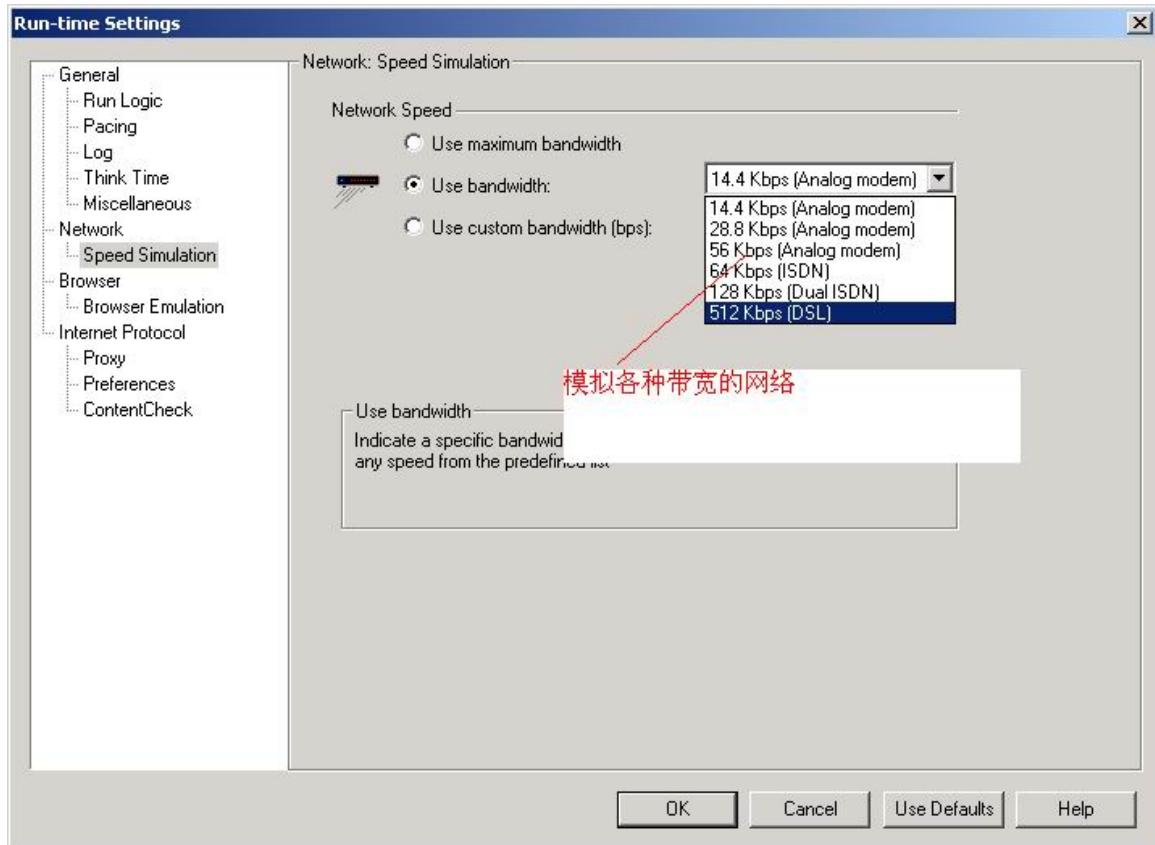 Run-time Settings
General
Run Logic
Pacing
Log
Think Time
Miscellaneous
Network
Speed Simulation
Browser
Browser Emulation
Internet Protocol
Proxy
Preferences
ContentCheck
Network: Speed Simulation
Network Speed
Use maximum bandwidth
Use bandwidth:
14.4 Kbps (Analog modem)
Use custom bandwidth (bps):
14.4 Kbps (Analog modem)
28.8 Kbps (Analog modem)
56 Kbps (Analog modem)
64 Kbps (ISDN)
128 Kbps (Dual ISDN)
512 Kbps (DSL)
模拟各种带宽的网络
Use bandwidth
Indicate a specific
any speed from the predefined
OK
Cancel
Use Defaults
Help